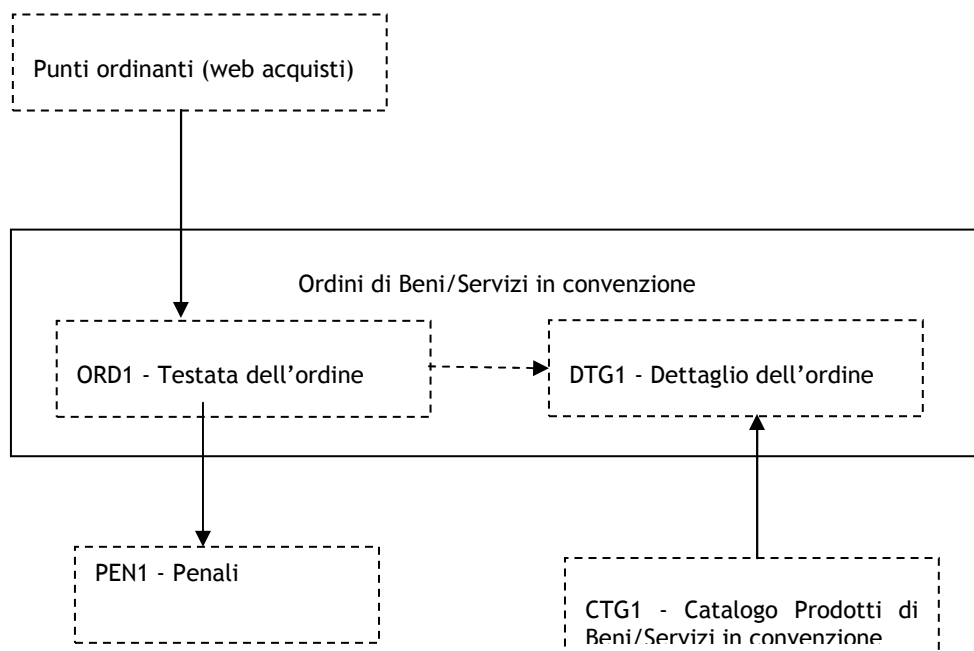 Punti ordinanti (web acquisti)
Ordini di Beni/Servizi in convenzione
ORD1 - Testata dell’ordine
DTG1 - Dettaglio dell’ordine
PEN1 - Penali
CTG1 - Catalogo Prodotti di
Beni/Servizi in convenzione